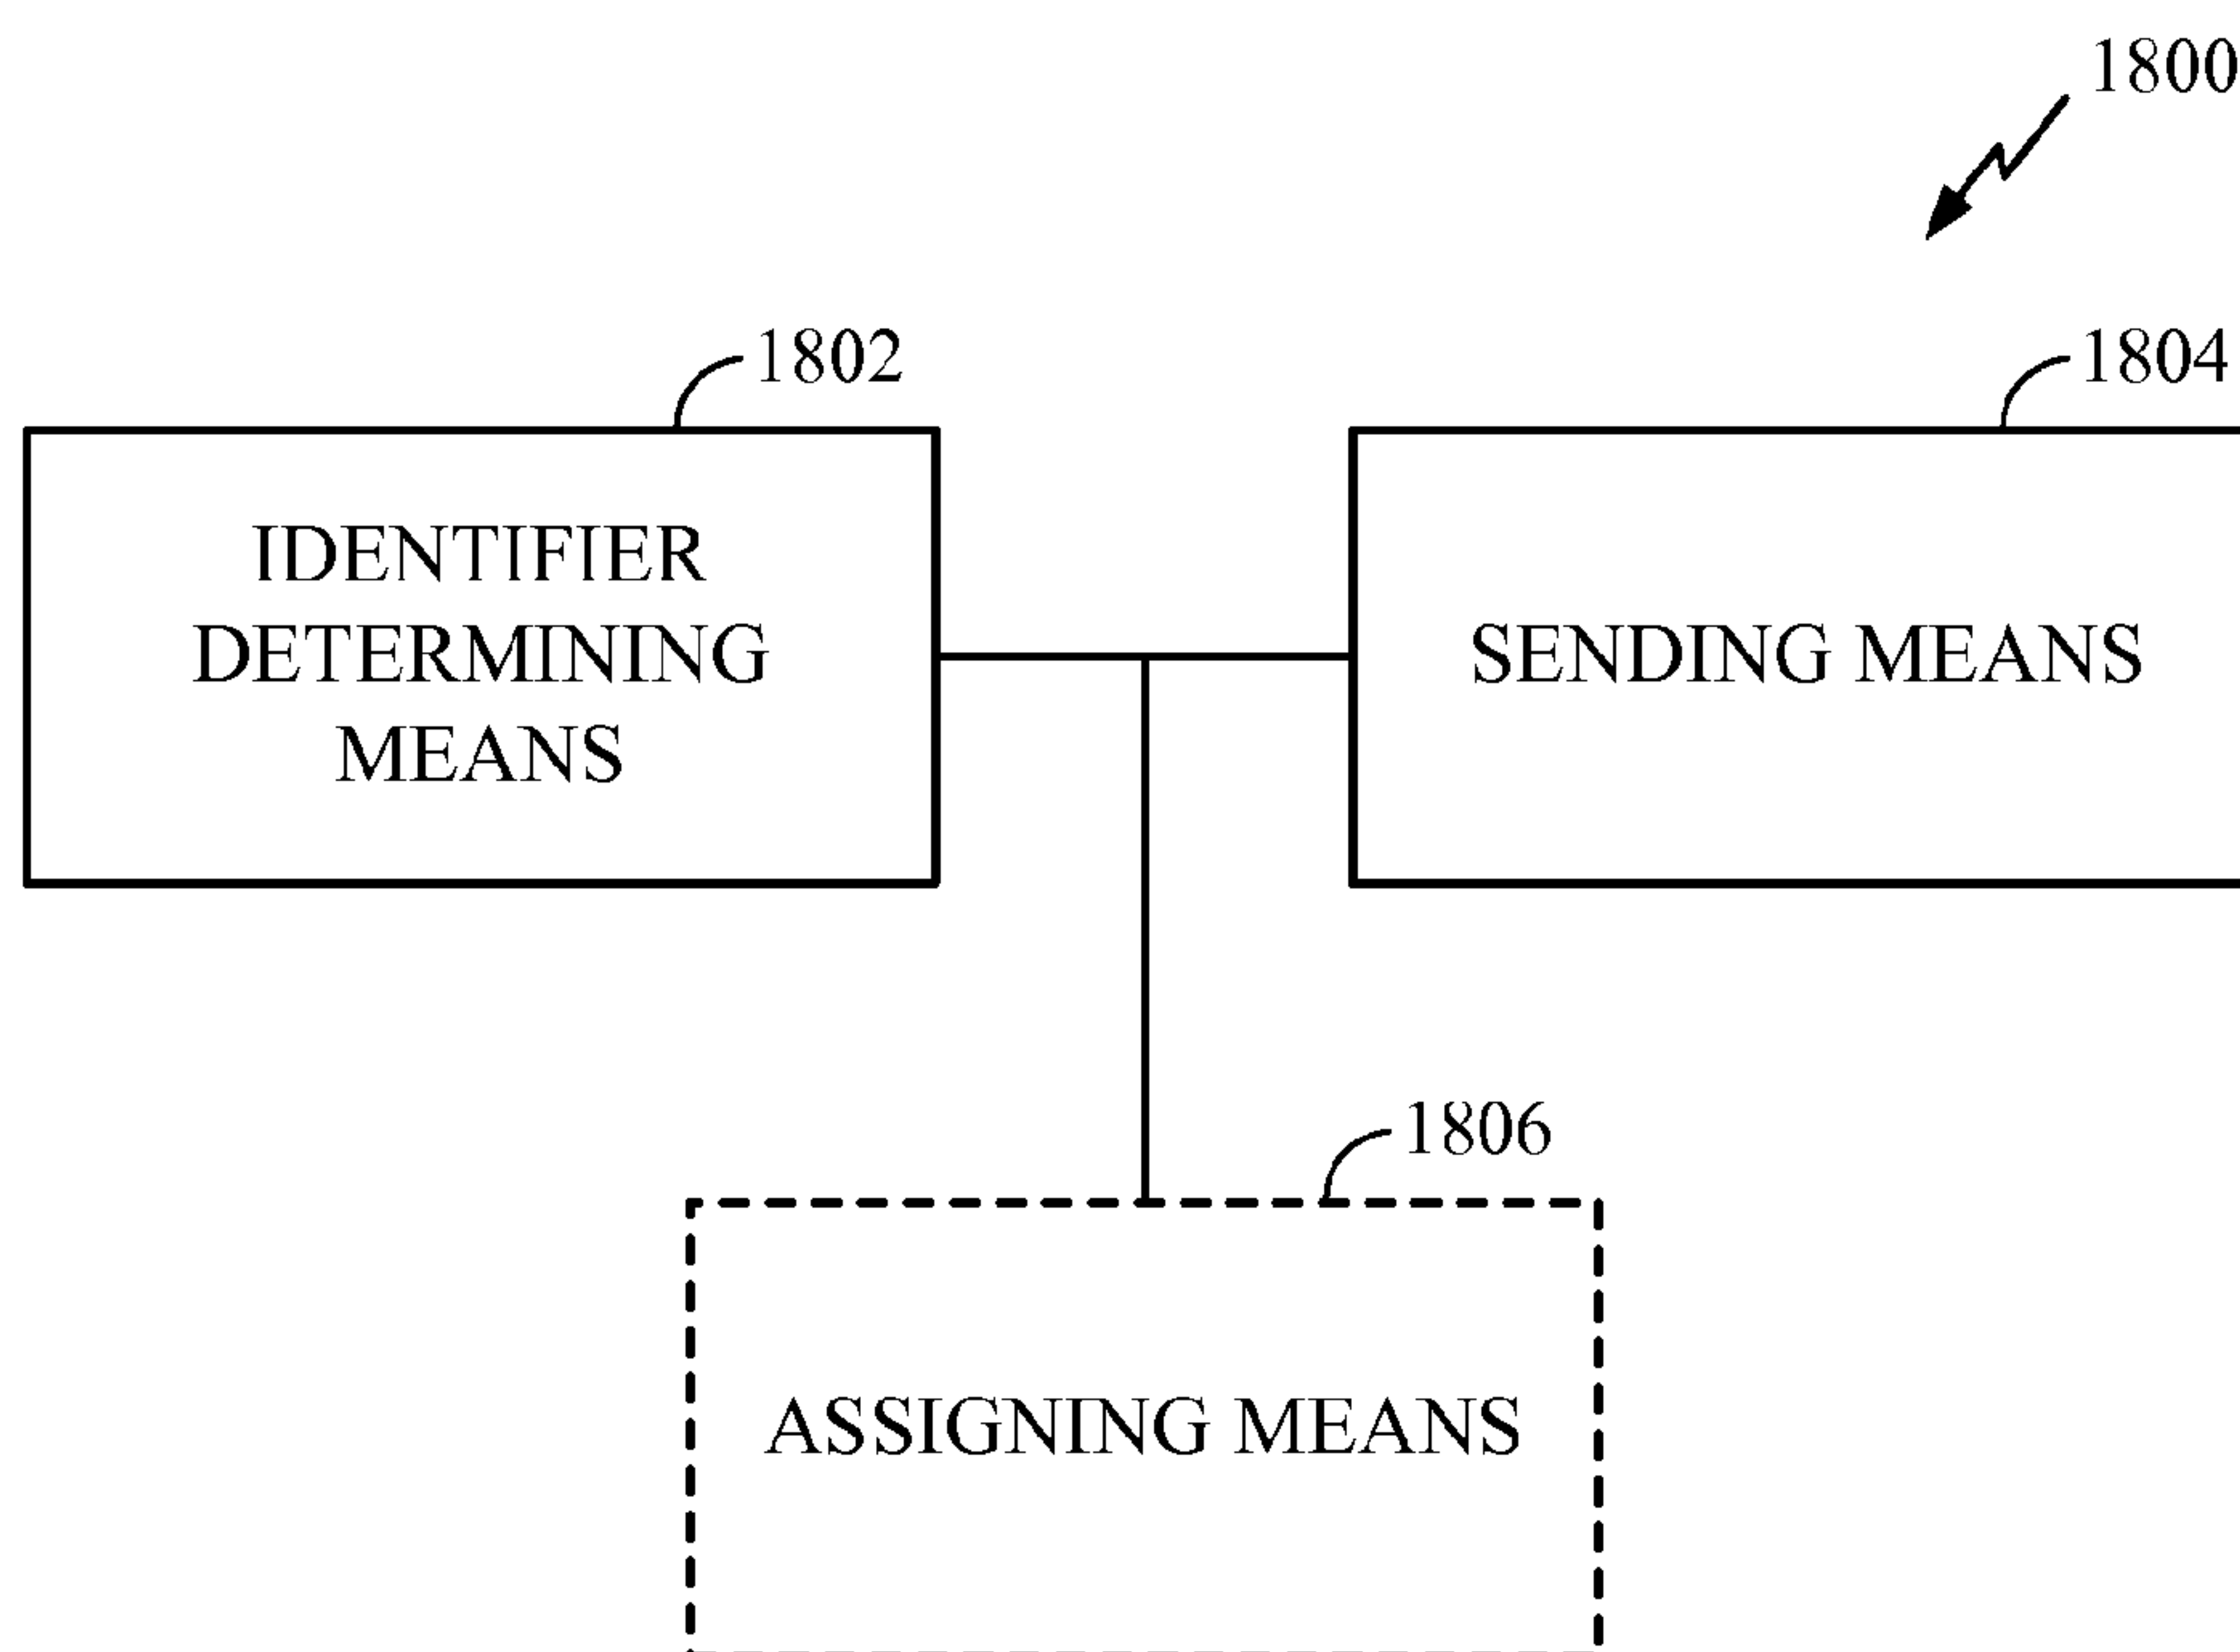 1800
1802
1804
IDENTIFIER
DETERMINING
MEANS
SENDING MEANS
1806
ASSIGNING MEANS